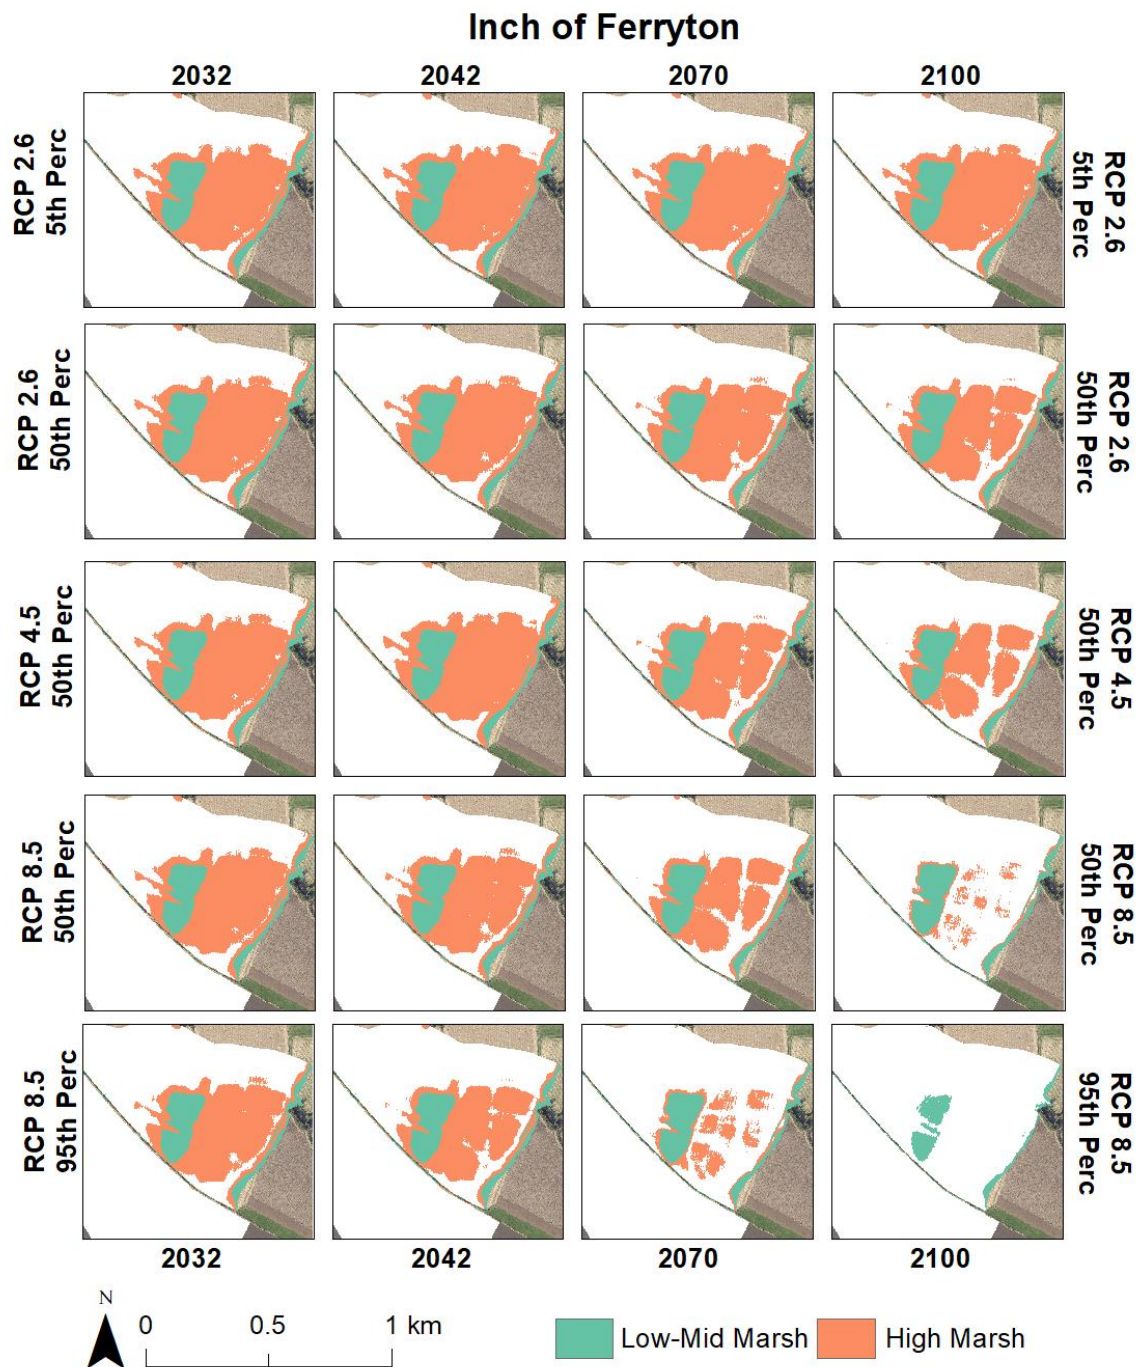 Inch of Ferryton
2032 2042 2070 2100
RCP 2.6
5th Perc
RCP 2.6
5th Perc
RCP 2.6
50th Perc
RCP 2.6
50th Perc
RCP 4.5
50th Perc
RCP 4.5
50th Perc
RCP 8.5
50th Perc
RCP 8.5
50th Perc
RCP 8.5
95th Perc
RCP 8.5
95th Perc
2032 2042 2070 2100
N
0 0.5 1 km
Low-Mid Marsh High Marsh